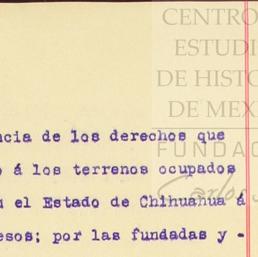 CENTRO
ESTUDI
DE HISTO
DE MEX
FUNDAC
Carlos
ncia de los derechos que
á los terrenos ocupados
el Estado de Chihuahua á
esos; por las fundadas y -